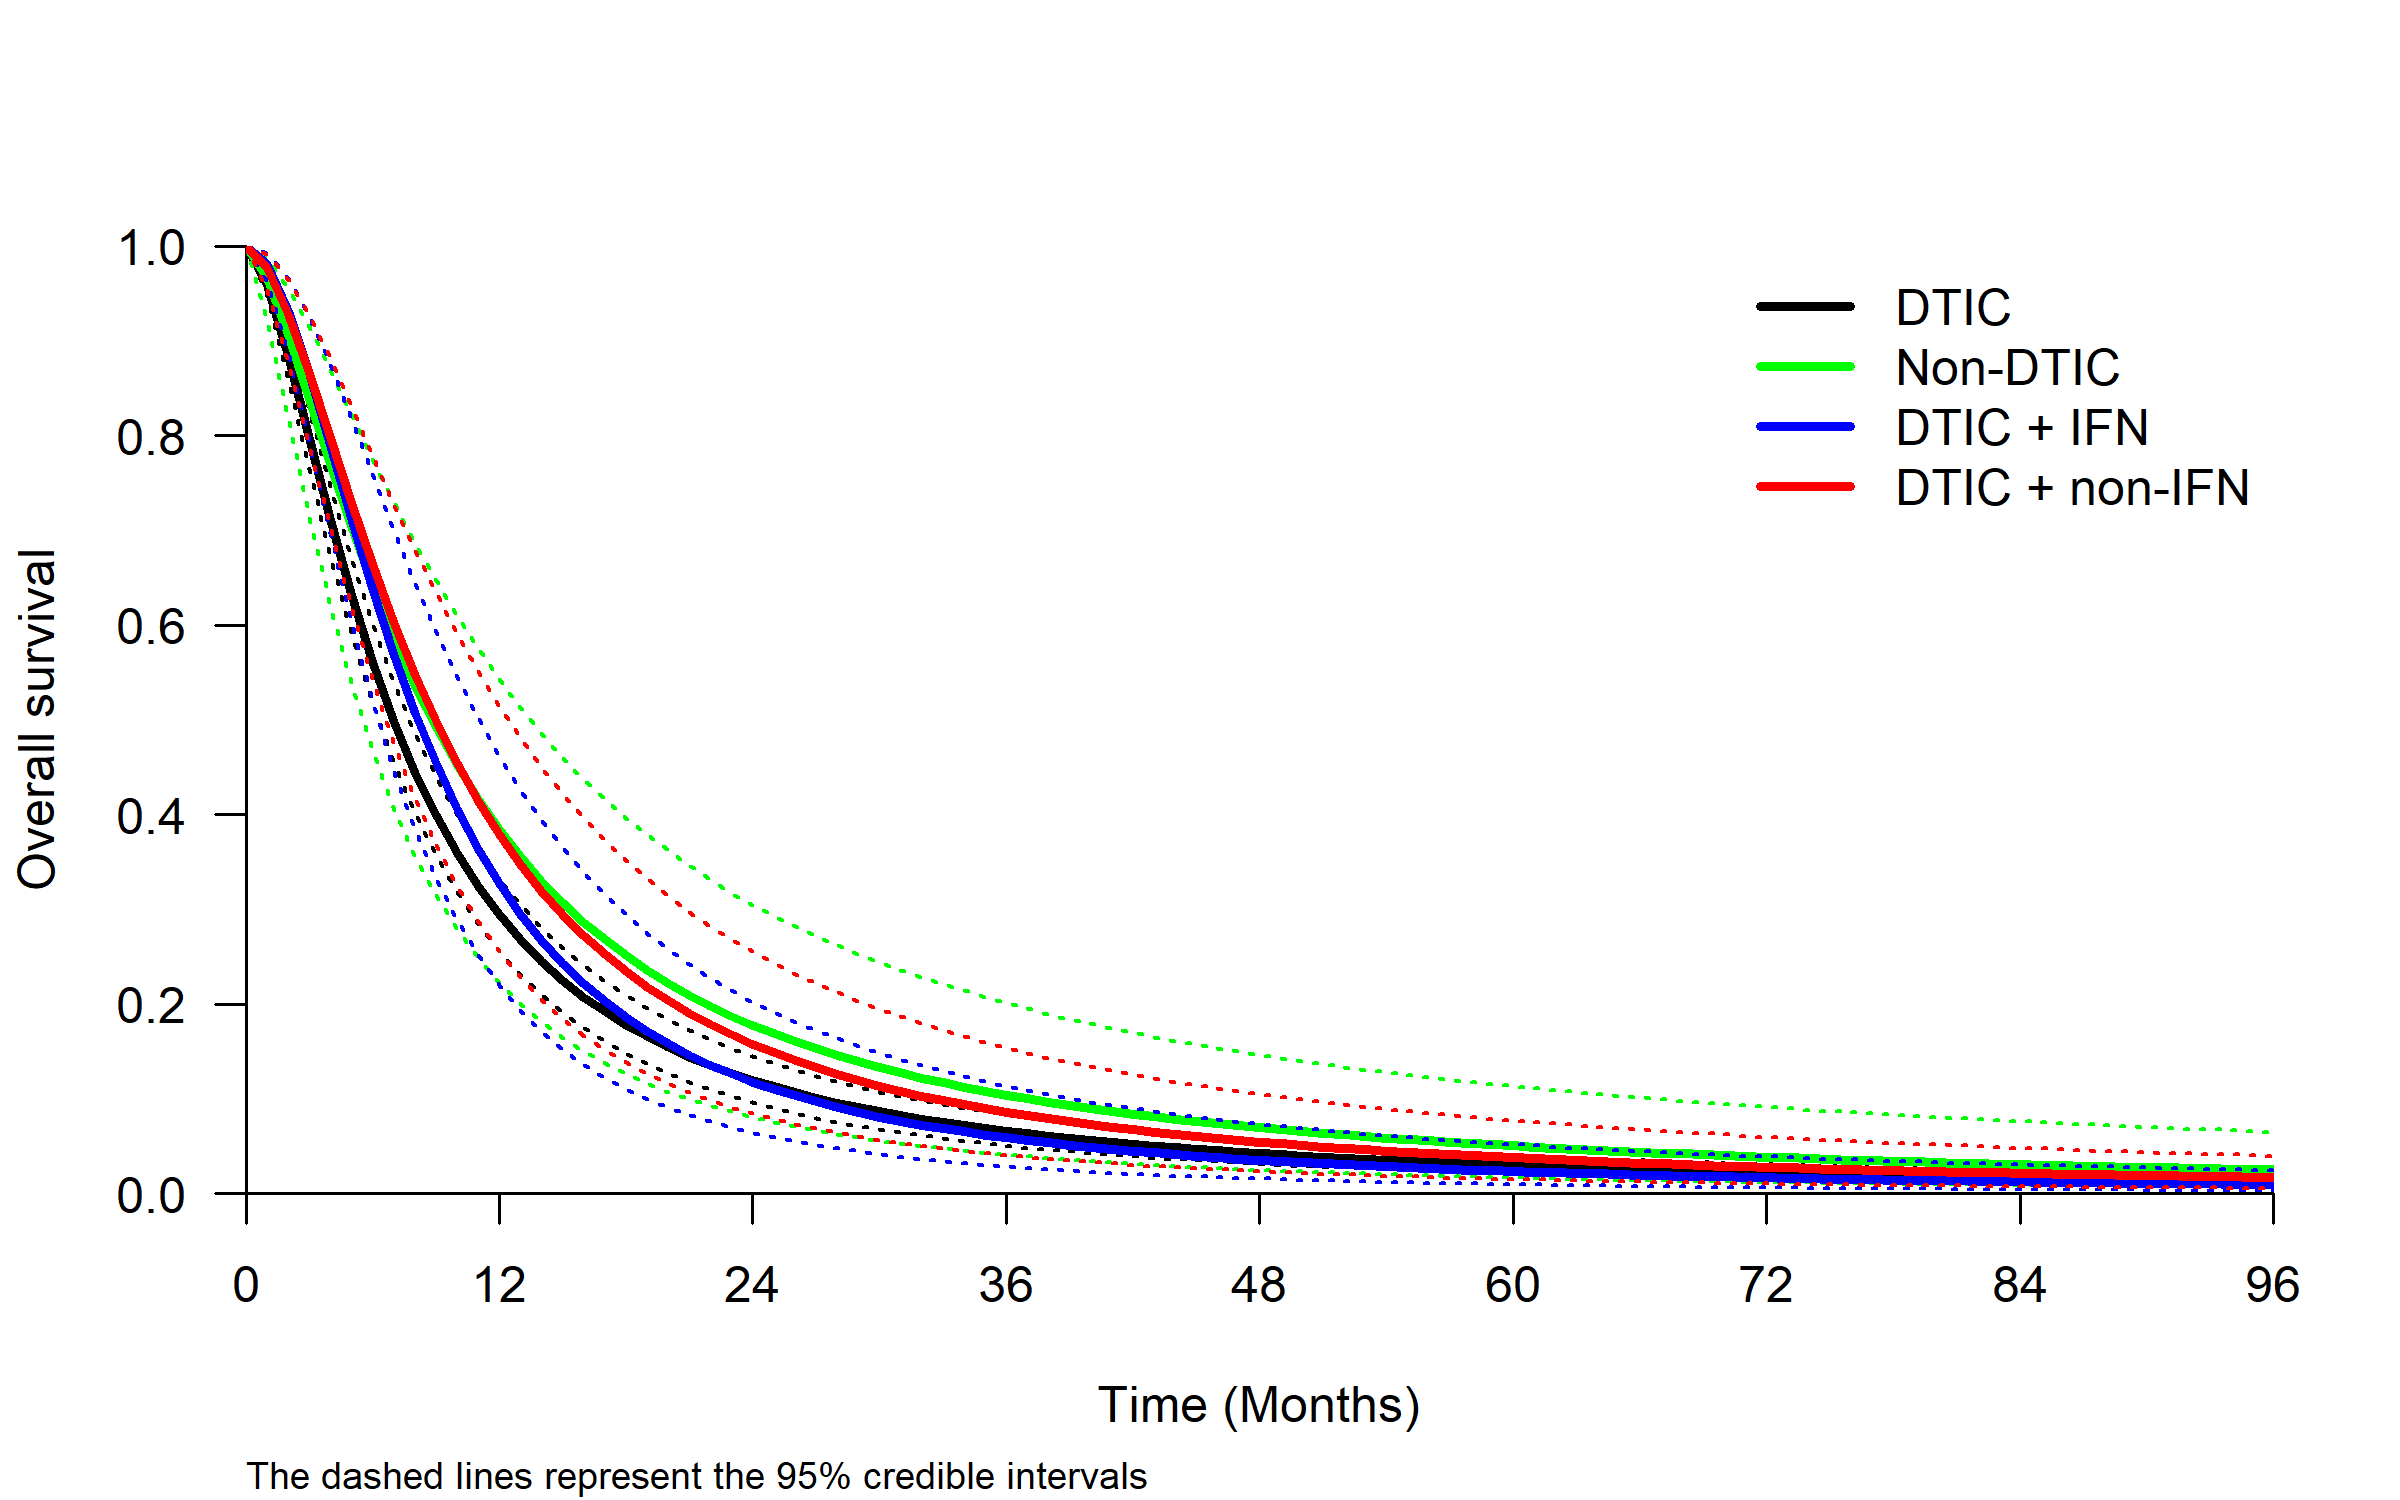 1.0
0.8
0.6
0.4
0.2
0.0
Overall survival
DTIC
Non-DTIC
DTIC + IFN
DTIC + non-IFN
0 12 24 36 48 60 72 84 96
Time (Months)
The dashed lines represent the 95% credible intervals